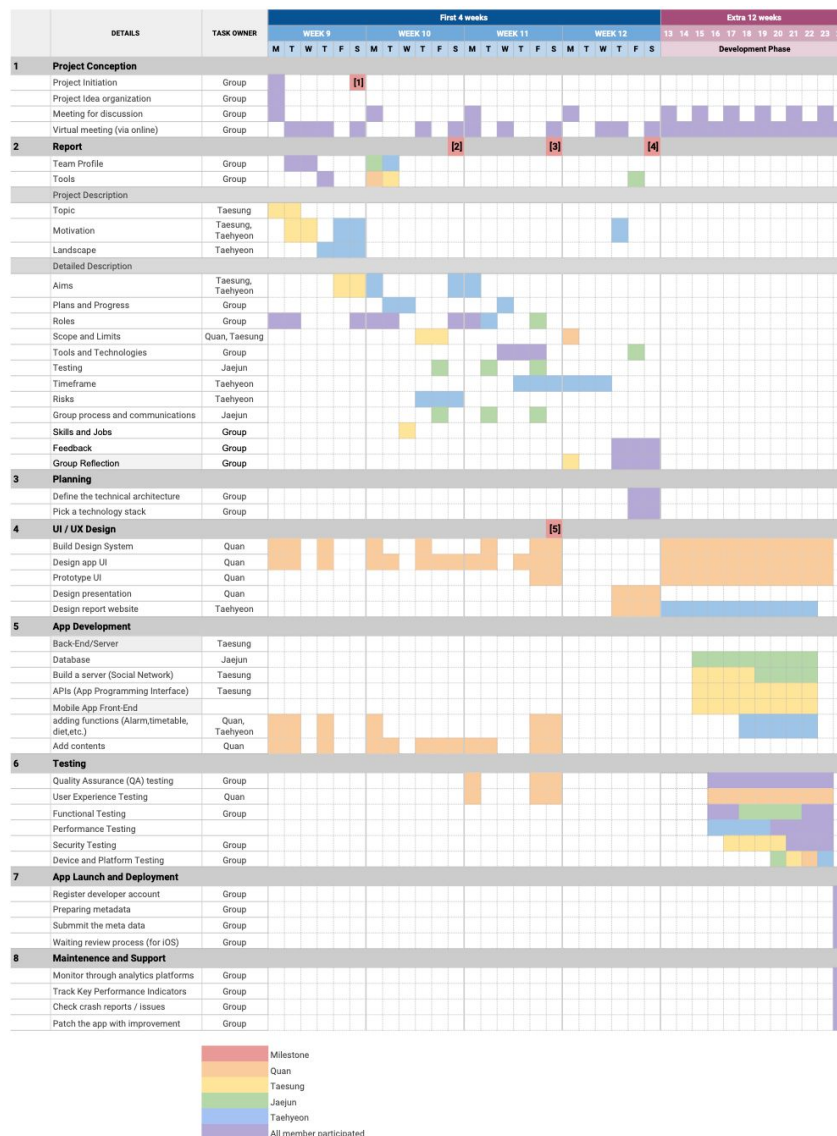 First 4 weeks Extra 12 weeks
DETAILS TASK OWNER WEEK 9 WEEK 10 WEEK 11 WEEK 12 13 14 15 16 17 18 19 20 21 22 23
M T W T F S M T W T F S M T W T F S M T W T F S Development Phase
1 Project Conception
Project Initiation Group [1]
Project Idea organization Group
Meeting for discussion Group
Virtual meeting (via online) Group
2 Report [2] [3] [4]
Team Profile Group
Tools Group
Project Description
Topic Taesung
Motivation Taesung,
Taehyeon
Landscape Taehyeon
Detailed Description
Aims Taesung,
Taehyeon
Plans and Progress Group
Roles Group
Scope and Limits Quan, Taesung
Tools and Technologies Group
Testing Jaejun
Timeframe Taehyeon
Risks Taehyeon
Group process and communications Jaejun
Skills and Jobs Group
Feedback Group
Group Reflection Group
3 Planning
Define the technical architecture Group
Pick a technology stack Group
4 UI / UX Design [5]
Build Design System Quan
Design app UI Quan
Prototype UI Quan
Design presentation Quan
Design report website Taehyeon
5 App Development
Back-End/Server Taesung
Database Jaejun
Build a server (Social Network) Taesung
APIs (App Programming Interface) Taesung
Mobile App Front-End
adding functions (Alarm,timetable, Quan,
diet,etc.) Taehyeon
Add contents Quan
6 Testing
Quality Assurance (QA) testing Group
User Experience Testing Quan
Functional Testing Group
Performance Testing
Security Testing Group
Device and Platform Testing Group
7 App Launch and Deployment
Register developer account Group
Preparing metadata Group
Submmit the meta data Group
Waiting review process (for iOS) Group
8 Maintenence and Support
Monitor through analytics platforms Group
Track Key Performance Indicators Group
Check crash reports / issues Group
Patch the app with improvement Group
Milestone
Quan
Taesung
Jaejun
Taehyeon
All member participated